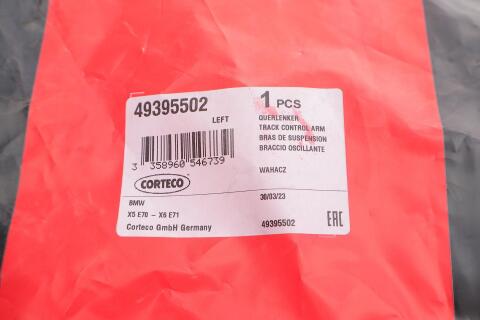 49395502
LEFT
1 PCS
QUERLENKER
TRACK CONTROL ARM
BRAS DE SUSPENSION
BRACCIO OSCILLANTE
WAHACZ
3 358960 546739
CORTECO
BMW
X5 E70 - X6 E71
Corteco GmbH Germany
30/03/23
49395502
EAC